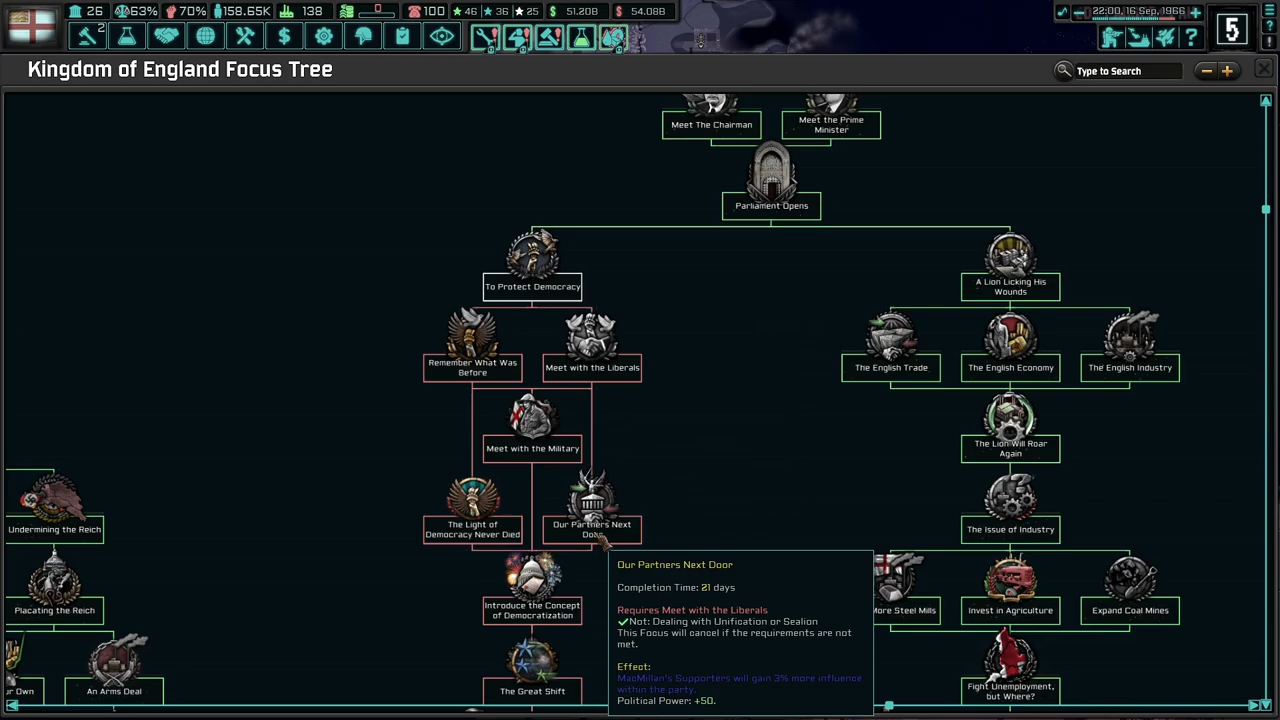 26 63% 70% 158.65K 138 100 46 36 25 $ 51.20B $ 54.08B 22:00, 16 Sep, 1966
2 5
Kingdom of England Focus Tree
Type to Search
Meet The Chairman
Meet the Prime
Minister
Parliament Opens
To Protect Democracy
A Lion Licking His
Wounds
Remember What Was
Before
Meet with the Liberals
The English Trade
The English Economy
The English Industry
Meet with the Military
The Lion Will Roar
Again
Undermining the Reich
The Light of
Democracy Never Died
Our Partners Next
Door
The Issue of Industry
Our Partners Next Door
Completion Time: 21 days
Requires Meet with the Liberals
Not: Dealing with Unification or Sealion
This Focus will cancel if the requirements are not
met.
Effect:
MacMillan's Supporters will gain 3% more influence
within the party.
Political Power: +50.
Placating the Reich
Introduce the Concept
of Democratization
More Steel Mills
Invest in Agriculture
Expand Coal Mines
ur Own
An Arms Deal
The Great Shift
Fight Unemployment,
but Where?